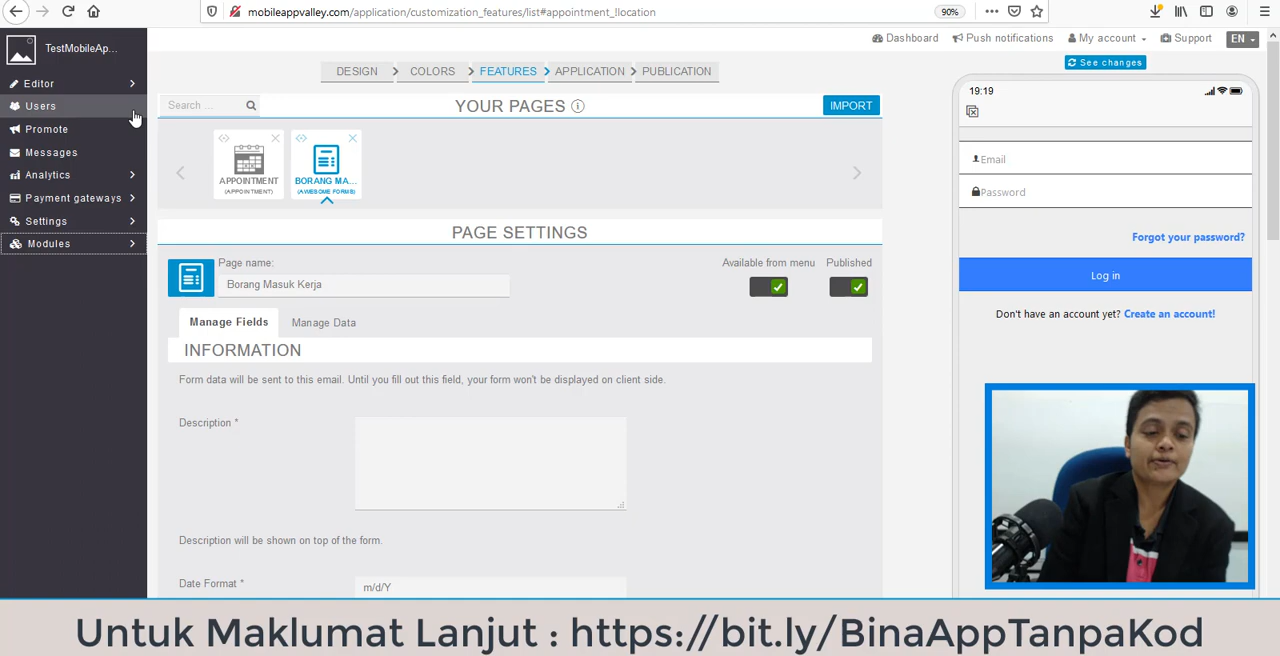 mobileappvalley.com/application/customization_features/list#appointment_llocation
90%
TestMobileAp...
Dashboard
Push notifications
My account
Support
EN
Editor
Users
Promote
Messages
Analytics
Payment gateways
Settings
Modules
DESIGN
COLORS
FEATURES
APPLICATION
PUBLICATION
See changes
Search ...
YOUR PAGES
IMPORT
APPOINTMENT
(APPOINTMENT)
BORANG MA...
(AWESOME FORMS)
PAGE SETTINGS
Page name:
Available from menu
Published
Borang Masuk Kerja
Manage Fields
Manage Data
INFORMATION
Form data will be sent to this email. Until you fill out this field, your form won't be displayed on client side.
Description *
Description will be shown on top of the form.
Date Format *
m/d/Y
19:19
Email
Password
Forgot your password?
Log in
Don't have an account yet? Create an account!
Untuk Maklumat Lanjut : https://bit.ly/BinaAppTanpaKod